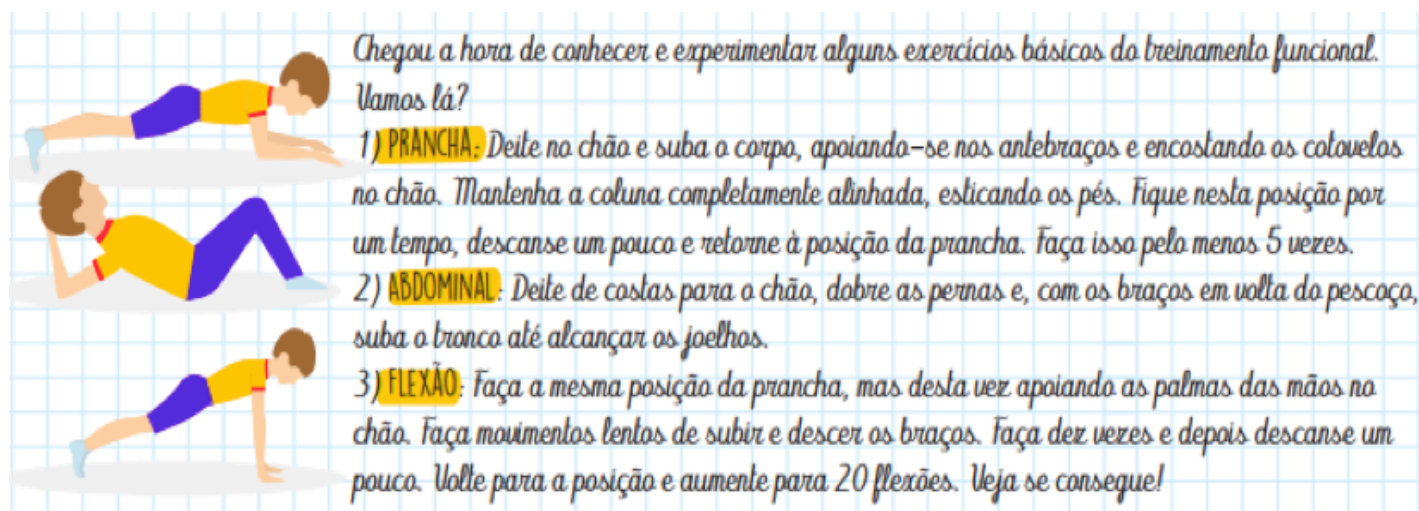 Chegou a hora de conhecer e experimentar alguns exercícios básicos do treinamento funcional.
Vamos lá?
1) PRANCHA: Deite no chão e suba o corpo, apoiando-se nos antebraços e encostando os cotovelos
no chão. Mantenha a coluna completamente alinhada, esticando os pés. Fique nesta posição por
um tempo, descanse um pouco e retorne à posição da prancha. Faça isso pelo menos 5 vezes.
2) ABDOMINAL: Deite de costas para o chão, dobre as pernas e, com os braços em volta do pescoço,
suba o tronco até alcançar os joelhos.
3) FLEXÃO: Faça a mesma posição da prancha, mas desta vez apoiando as palmas das mãos no
chão. Faça movimentos lentos de subir e descer os braços. Faça dez vezes e depois descanse um
pouco. Volte para a posição e aumente para 20 flexões. Veja se consegue!